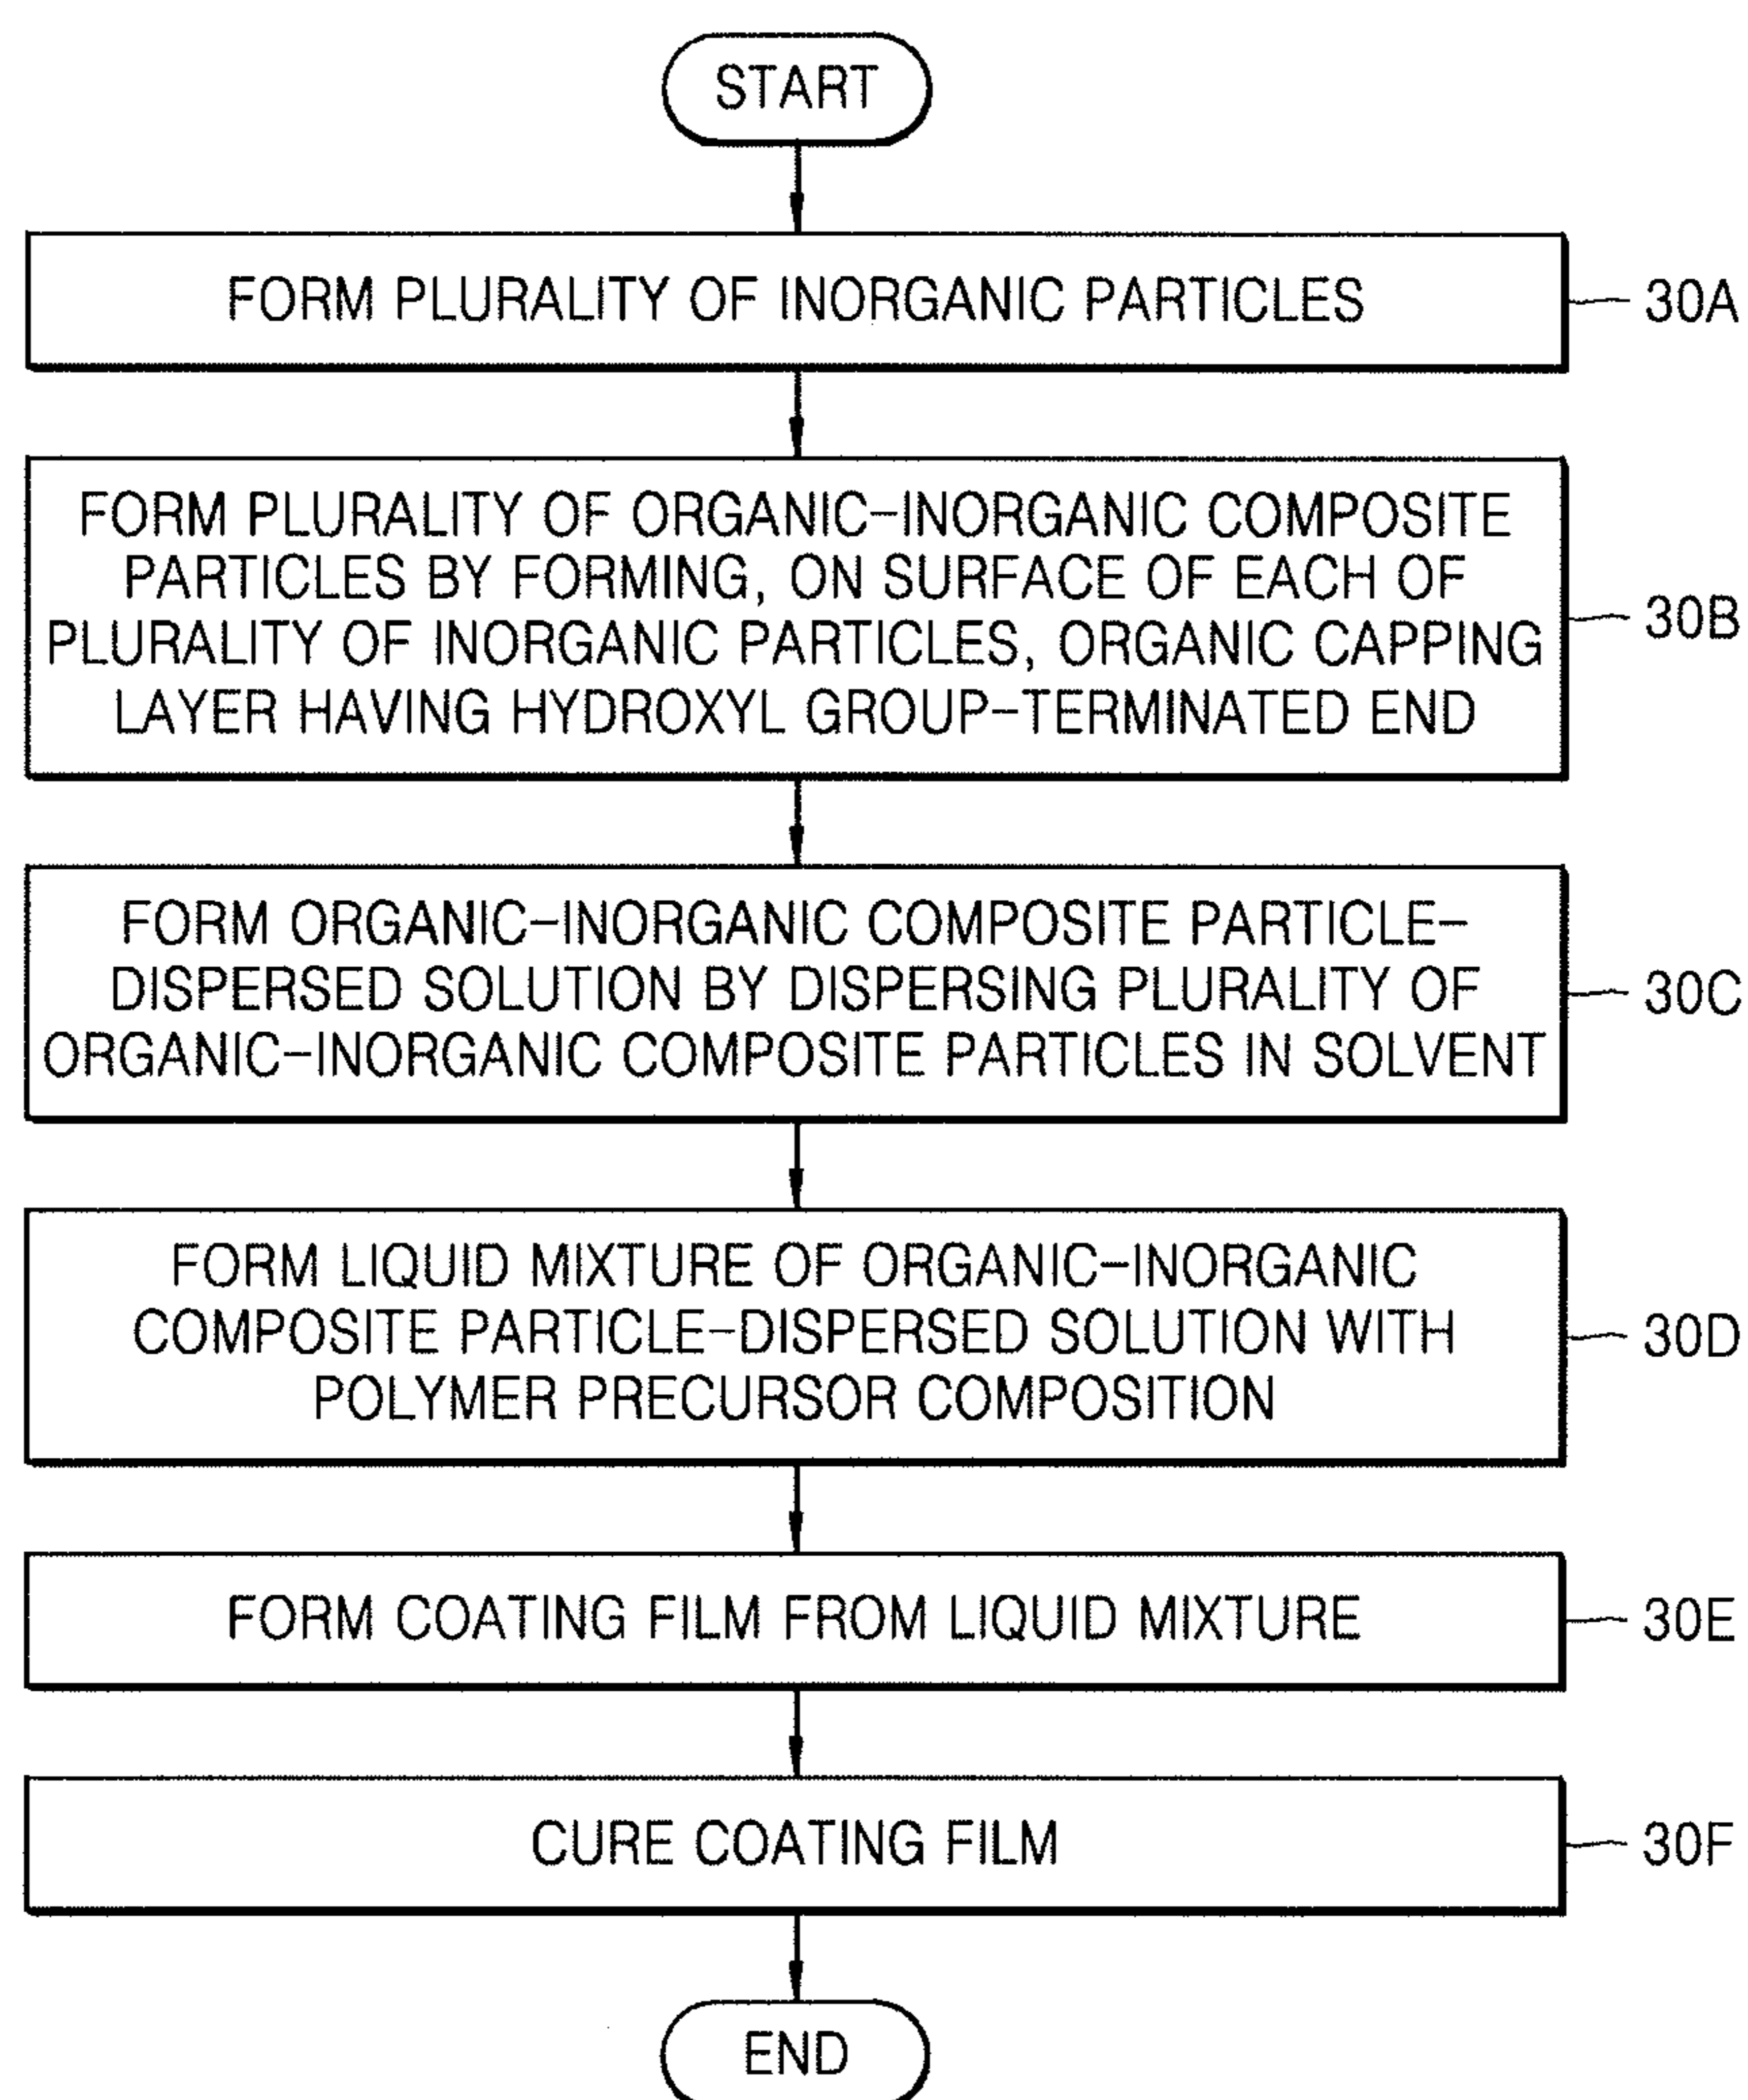 START
FORM PLURALITY OF INORGANIC PARTICLES
30A
FORM PLURALITY OF ORGANIC-INORGANIC COMPOSITE
PARTICLES BY FORMING, ON SURFACE OF EACH OF
PLURALITY OF INORGANIC PARTICLES, ORGANIC CAPPING
LAYER HAVING HYDROXYL GROUP-TERMINATED END
30B
FORM ORGANIC-INORGANIC COMPOSITE PARTICLE-
DISPERSED SOLUTION BY DISPERSING PLURALITY OF
ORGANIC-INORGANIC COMPOSITE PARTICLES IN SOLVENT
30C
FORM LIQUID MIXTURE OF ORGANIC-INORGANIC
COMPOSITE PARTICLE-DISPERSED SOLUTION WITH
POLYMER PRECURSOR COMPOSITION
30D
FORM COATING FILM FROM LIQUID MIXTURE
30E
CURE COATING FILM
30F
END